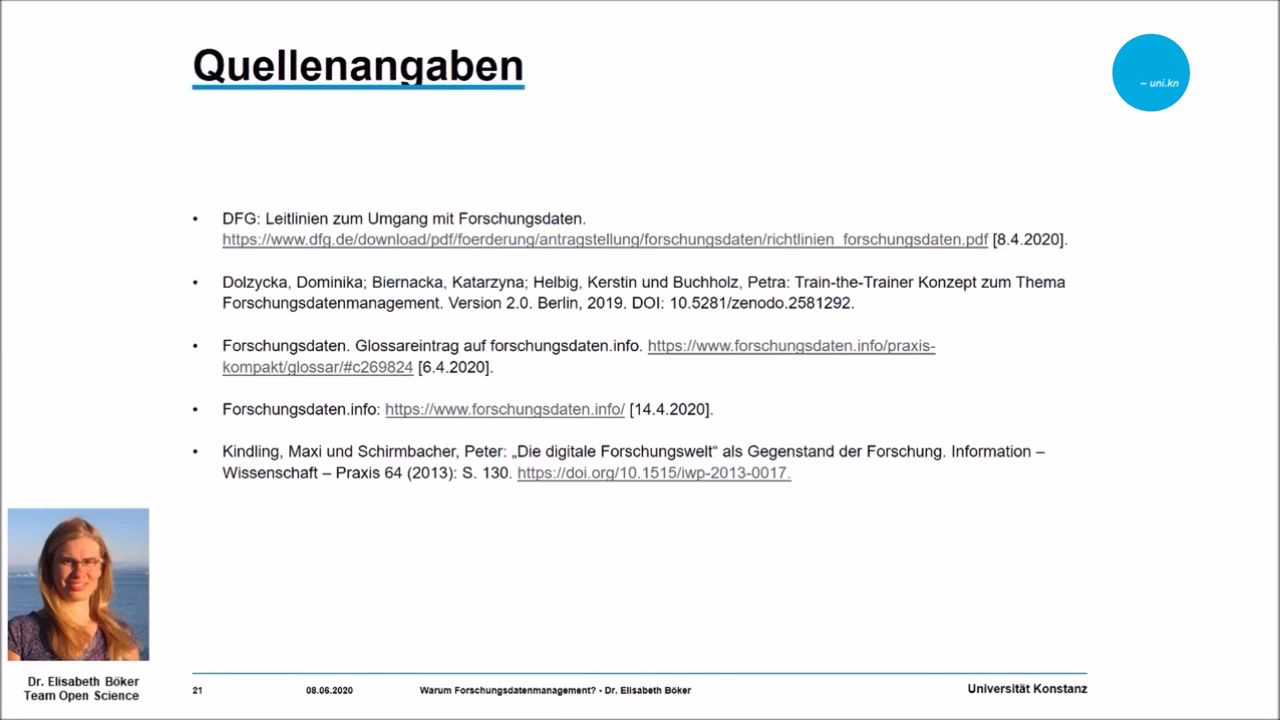 Quellenangaben
– uni.kn
• DFG: Leitlinien zum Umgang mit Forschungsdaten.
https://www.dfg.de/download/pdf/foerderung/antragstellung/forschungsdaten/richtlinien_forschungsdaten.pdf [8.4.2020].
• Dolzycka, Dominika; Biernacka, Katarzyna; Helbig, Kerstin und Buchholz, Petra: Train-the-Trainer Konzept zum Thema
Forschungsdatenmanagement. Version 2.0. Berlin, 2019. DOI: 10.5281/zenodo.2581292.
• Forschungsdaten. Glossareintrag auf forschungsdaten.info. https://www.forschungsdaten.info/praxis-
kompakt/glossar/#c269824 [6.4.2020].
• Forschungsdaten.info: https://www.forschungsdaten.info/ [14.4.2020].
• Kindling, Maxi und Schirmbacher, Peter: „Die digitale Forschungswelt“ als Gegenstand der Forschung. Information –
Wissenschaft – Praxis 64 (2013): S. 130. https://doi.org/10.1515/iwp-2013-0017.
Dr. Elisabeth Böker
Team Open Science
21 08.06.2020 Warum Forschungsdatenmanagement? - Dr. Elisabeth Böker Universität Konstanz